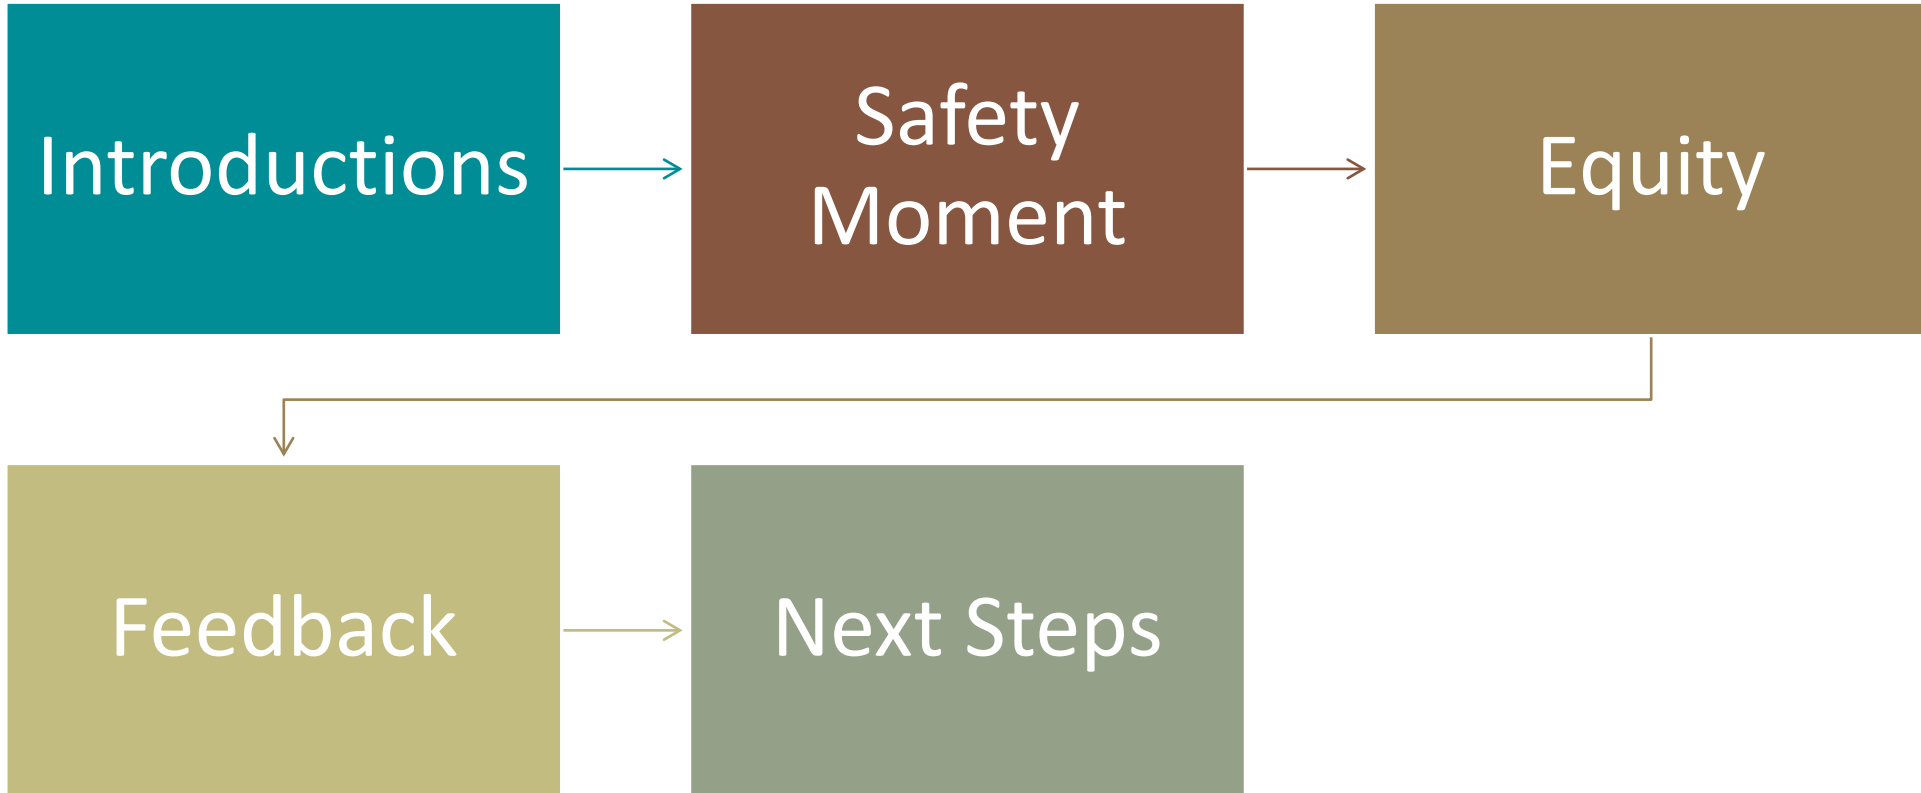 Introductions
Safety
Moment
Equity
Feedback
Next Steps